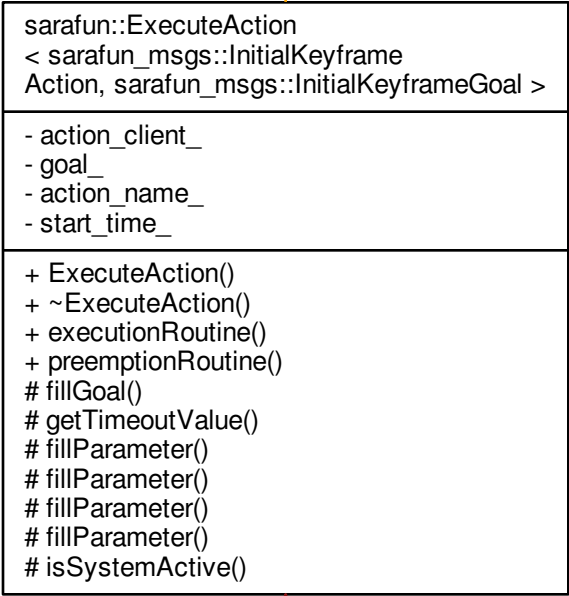 sarafun::ExecuteAction
< sarafun_msgs::InitialKeyframe
Action, sarafun_msgs::InitialKeyframeGoal >
- action_client_
- goal_
- action_name_
- start_time_
+ ExecuteAction()
+ ~ExecuteAction()
+ executionRoutine()
+ preemptionRoutine()
# fillGoal()
# getTimeoutValue()
# fillParameter()
# fillParameter()
# fillParameter()
# fillParameter()
# isSystemActive()